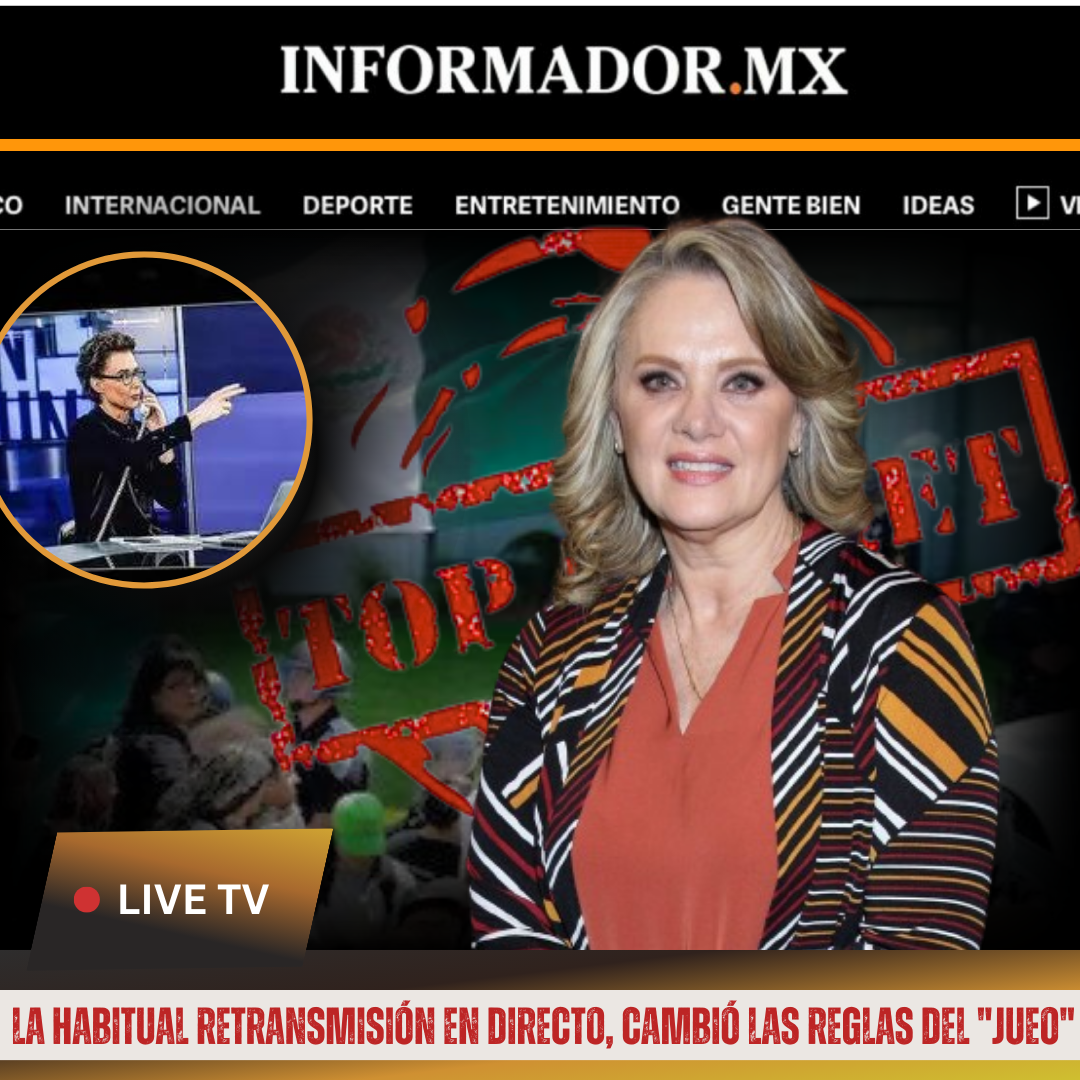 INFORMADOR.MX
CO INTERNACIONAL DEPORTE ENTRETENIMIENTO GENTE BIEN IDEAS VI
TOP ET
LIVE TV
LA HABITUAL RETRANSMISIÓN EN DIRECTO, CAMBIÓ LAS REGLAS DEL "JUEO"